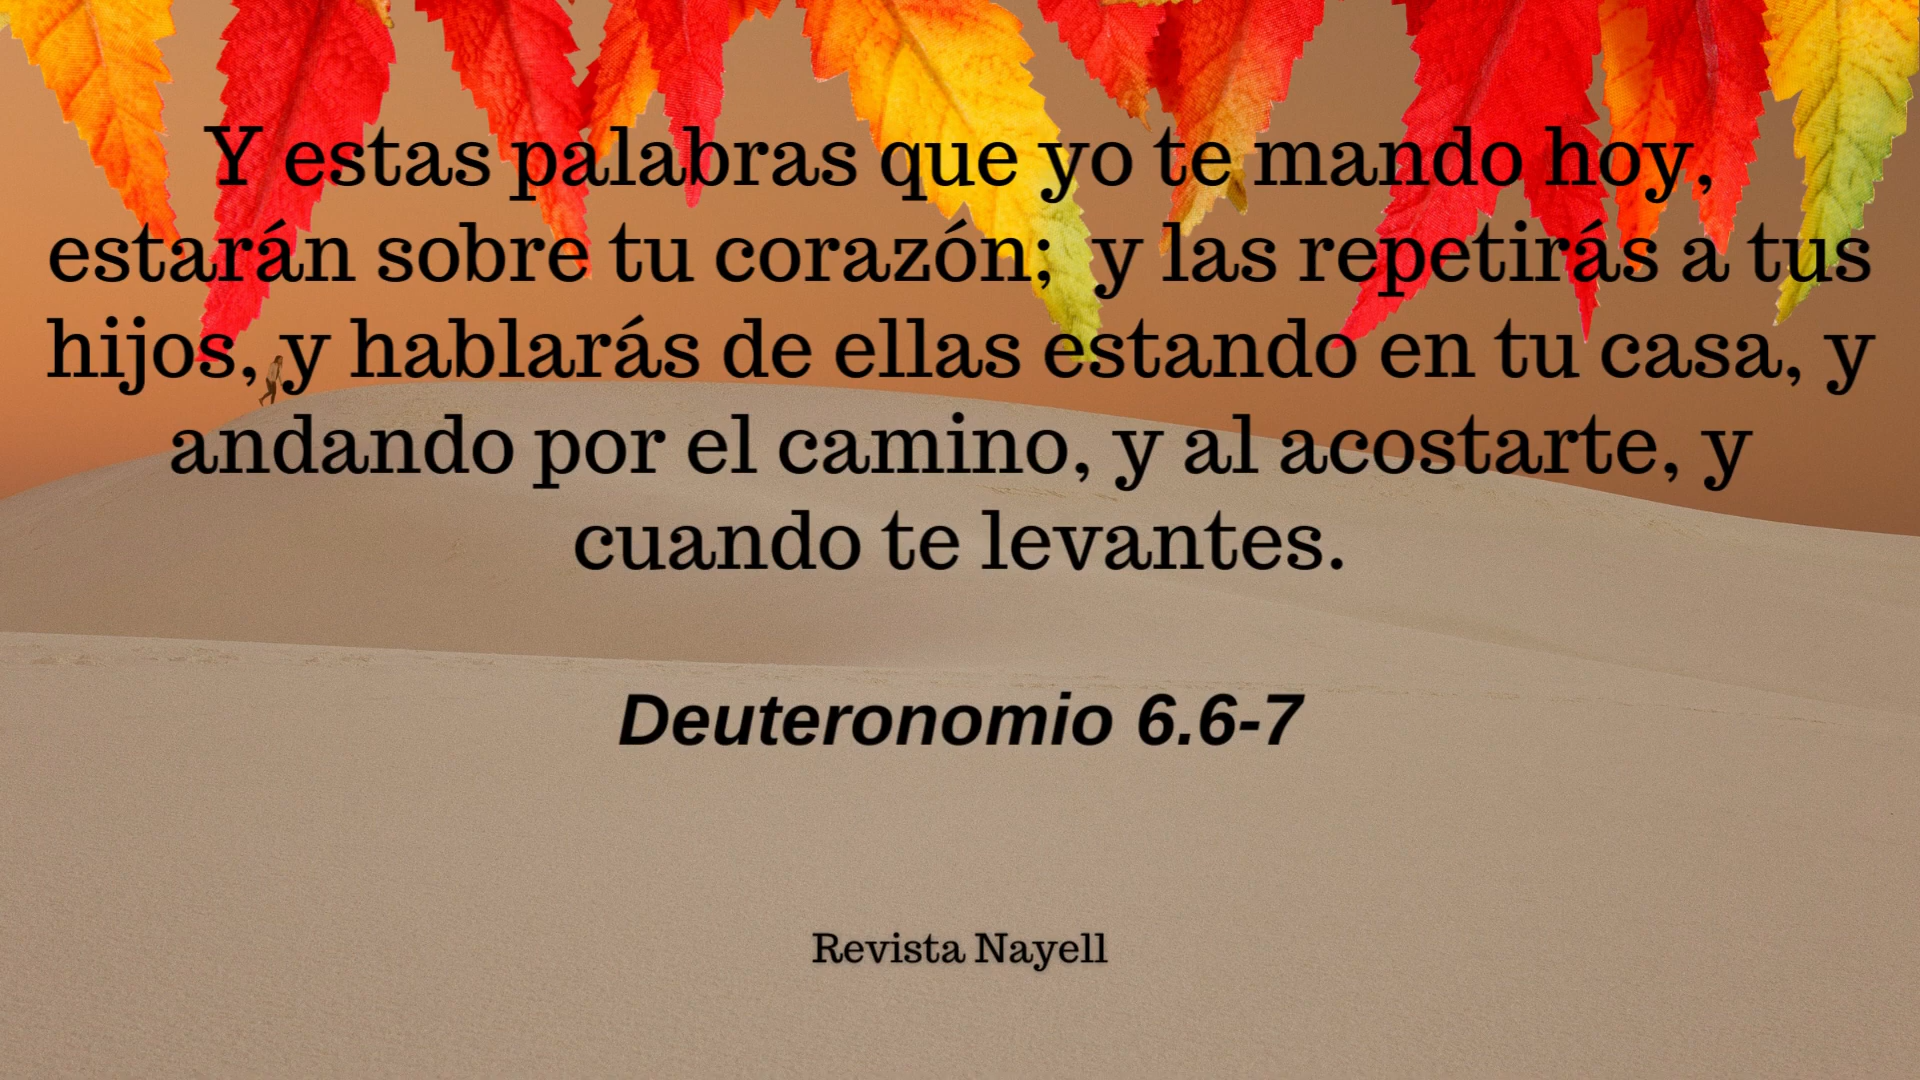 Y estas palabras que yo te mando hoy,
estarán sobre tu corazón; y las repetirás a tus
hijos, y hablarás de ellas estando en tu casa, y
andando por el camino, y al acostarte, y
cuando te levantes.
Deuteronomio 6.6-7
Revista Nayell